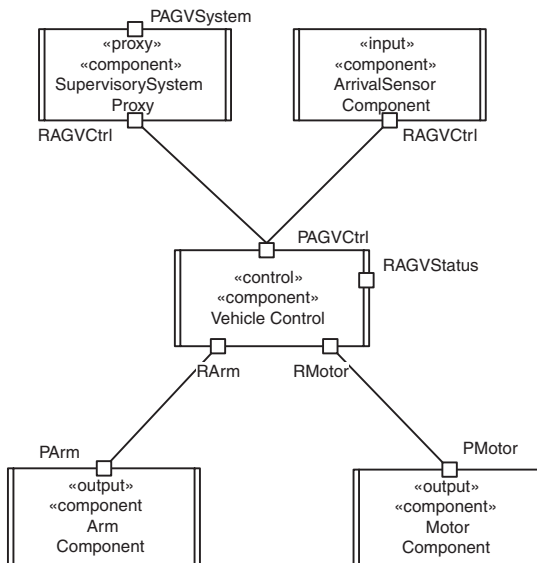 PAGVSystem
«proxy»
«component»
SupervisorySystem
Proxy
«input»
«component»
ArrivalSensor
Component
RAGVCtrl
RAGVCtrl
PAGVCtrl
RAGVStatus
«control»
«component»
Vehicle Control
RArm
RMotor
PArm
PMotor
«output»
«component
Arm
Component
«output»
«component»
Motor
Component